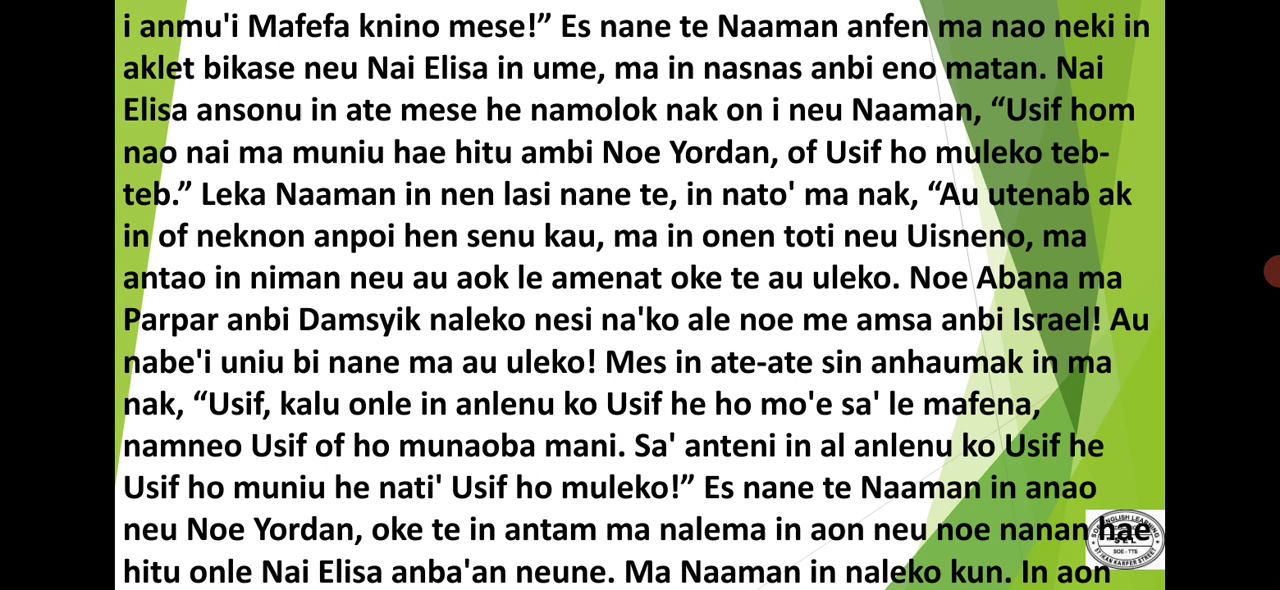 i anmu'i Mafefa knino mese!” Es nane te Naaman anfen ma nao neki in
aklet bikase neu Nai Elisa in ume, ma in nasnas anbi eno matan. Nai
Elisa ansonu in ate mese he namolok nak on i neu Naaman, “Usif hom
nao nai ma muniu hae hitu ambi Noe Yordan, of Usif ho muleko teb-
teb.” Leka Naaman in nen lasi nane te, in nato' ma nak, “Au utenab ak
in of neknon anpoi hen senu kau, ma in onen toti neu Uisneno, ma
antao in niman neu au aok le amenat oke te au uleko. Noe Abana ma
Parpar anbi Damsyik naleko nesi na'ko ale noe me amsa anbi Israel! Au
nabe'i uniu bi nane ma au uleko! Mes in ate-ate sin anhaumak in ma
nak, “Usif, kalu onle in anlenu ko Usif he ho mo'e sa' le mafena,
namneo Usif of ho munaoba mani. Sa' anteni in al anlenu ko Usif he
Usif ho muniu he nati' Usif ho muleko!” Es nane te Naaman in anao
neu Noe Yordan, oke te in antam ma nalema in aon neu noe nanan hae
hitu onle Nai Elisa anba'an neune. Ma Naaman in naleko kun. In aon
SOE - TTS